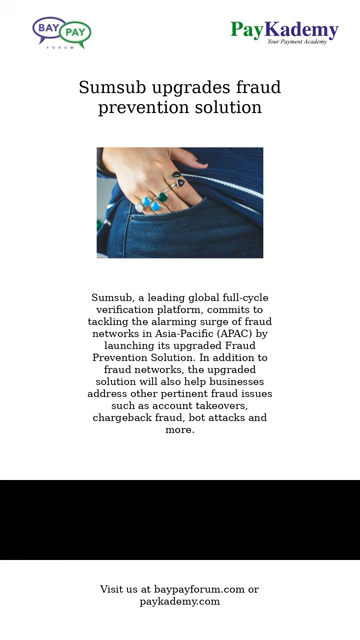 BAY
PAY
FORUM
PayKademy
Your Payment Academy
Sumsub upgrades fraud
prevention solution
Sumsub, a leading global full-cycle
verification platform, commits to
tackling the alarming surge of fraud
networks in Asia-Pacific (APAC) by
launching its upgraded Fraud
Prevention Solution. In addition to
fraud networks, the upgraded
solution will also help businesses
address other pertinent fraud issues
such as account takeovers,
chargeback fraud, bot attacks and
more.
Visit us at baypayforum.com or
paykademy.com